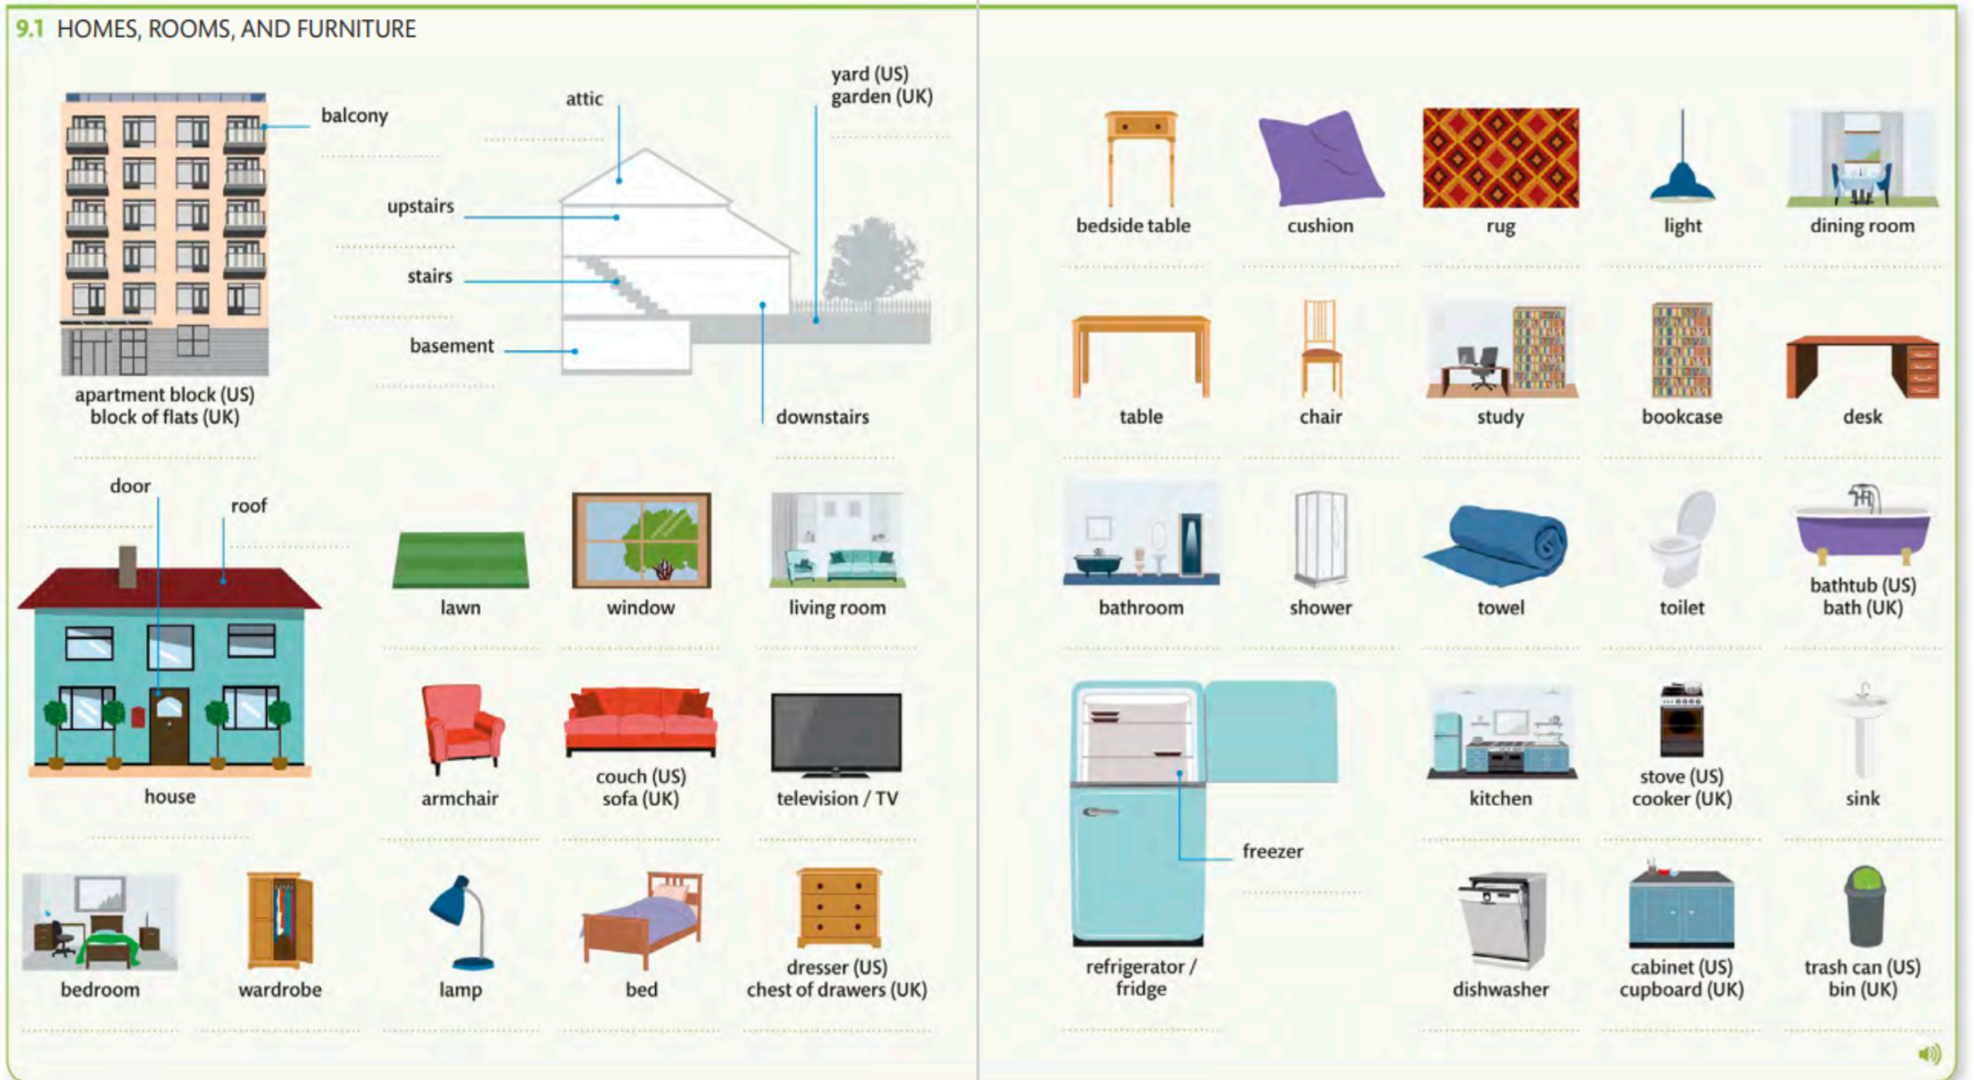 9.1 HOMES, ROOMS, AND FURNITURE
balcony
apartment block (US)
block of flats (UK)
attic
yard (US)
garden (UK)
upstairs
stairs
basement
downstairs
door
roof
house
lawn
window
living room
armchair
couch (US)
sofa (UK)
television / TV
bedroom
wardrobe
lamp
bed
dresser (US)
chest of drawers (UK)
bedside table
cushion
rug
light
dining room
table
chair
study
bookcase
desk
bathroom
shower
towel
toilet
bathtub (US)
bath (UK)
freezer
refrigerator /
fridge
kitchen
stove (US)
cooker (UK)
sink
dishwasher
cabinet (US)
cupboard (UK)
trash can (US)
bin (UK)